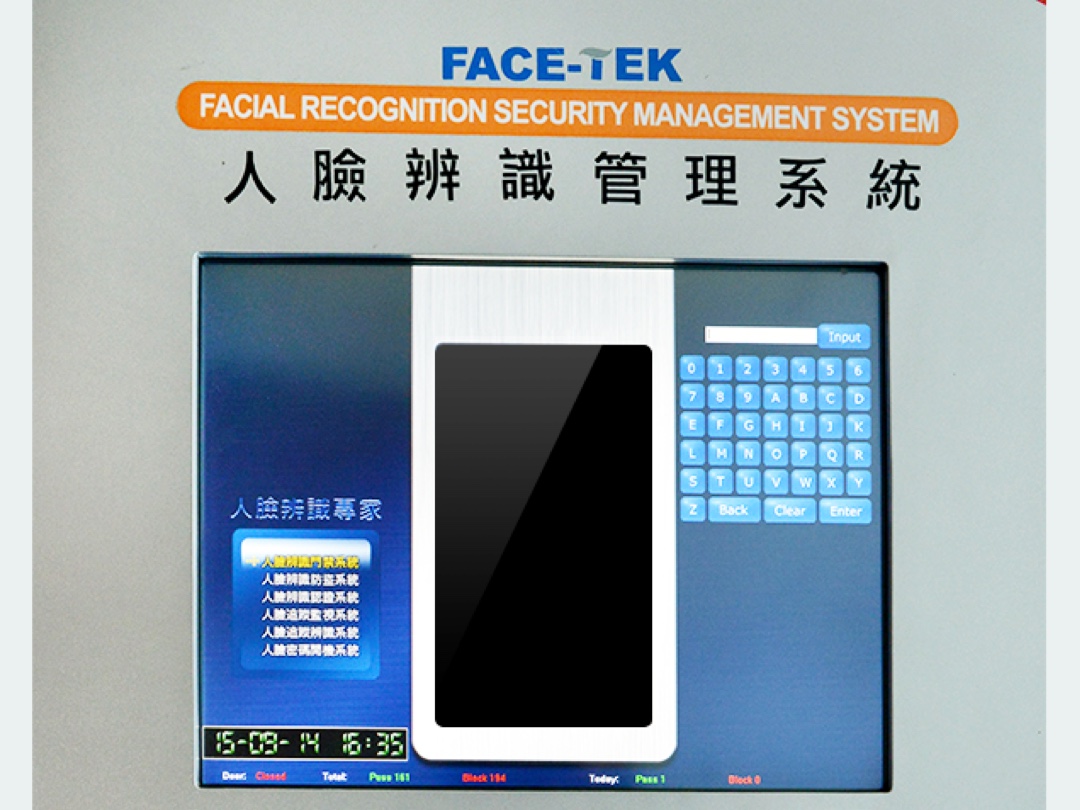 FACE-TEK
FACIAL RECOGNITION SECURITY MANAGEMENT SYSTEM
人臉辨識管理系統
Input
0 1 2 3 4 5 6
7 8 9 A B C D
E F G H I J K
L M N O P Q R
S T U V W X Y
Z Back Clear Enter
人臉辨識專家
人臉辨識門禁系統
人臉辨識防盜系統
人臉辨識認證系統
人臉追蹤監視系統
人臉追蹤辨識系統
人臉密碼開機系統
15-09-14 16:35
Door: Closed Total: Pass 161 Block 194 Today: Pass 1 Block 0